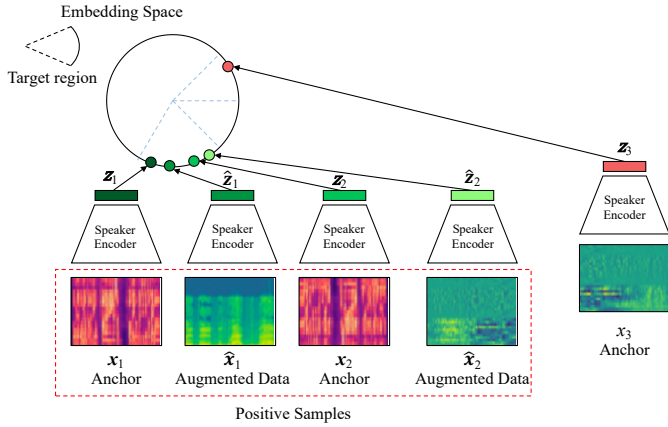 Embedding Space
Target region
z₁
ẑ₁
z₂
ẑ₂
z₃
Speaker
Encoder
Speaker
Encoder
Speaker
Encoder
Speaker
Encoder
Speaker
Encoder
x₁
Anchor
x̂₁
Augmented Data
x₂
Anchor
x̂₂
Augmented Data
x₃
Anchor
Positive Samples